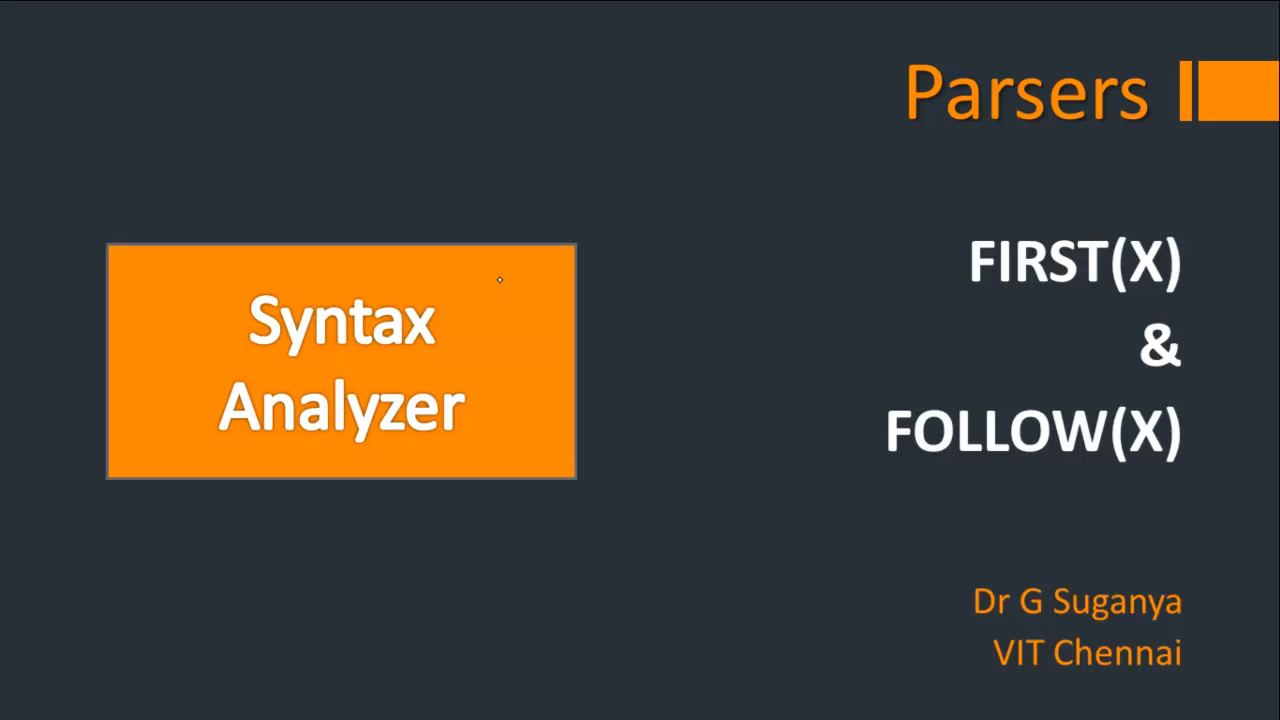 Parsers
Syntax
Analyzer
FIRST(X)
&
FOLLOW(X)
Dr G Suganya
VIT Chennai